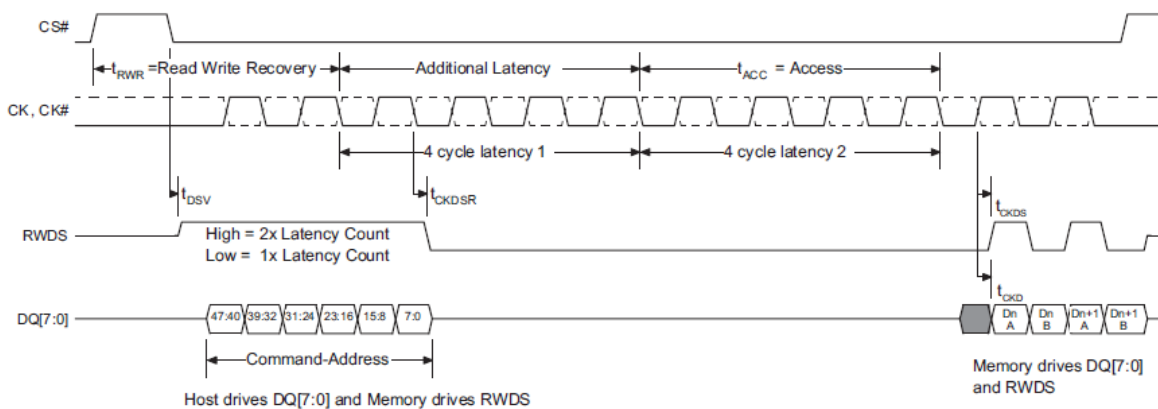 CS#
tRWR =Read Write Recovery
Additional Latency
tACC = Access
CK, CK#
4 cycle latency 1
4 cycle latency 2
tDSV
tCKDSR
tCKDS
RWDS
High = 2x Latency Count
Low = 1x Latency Count
tCKD
DQ[7:0]
47:40 39:32 31:24 23:16 15:8 7:0
Dn A
Dn B
Dn+1 A
Dn+1 B
Command-Address
Host drives DQ[7:0] and Memory drives RWDS
Memory drives DQ[7:0]
and RWDS